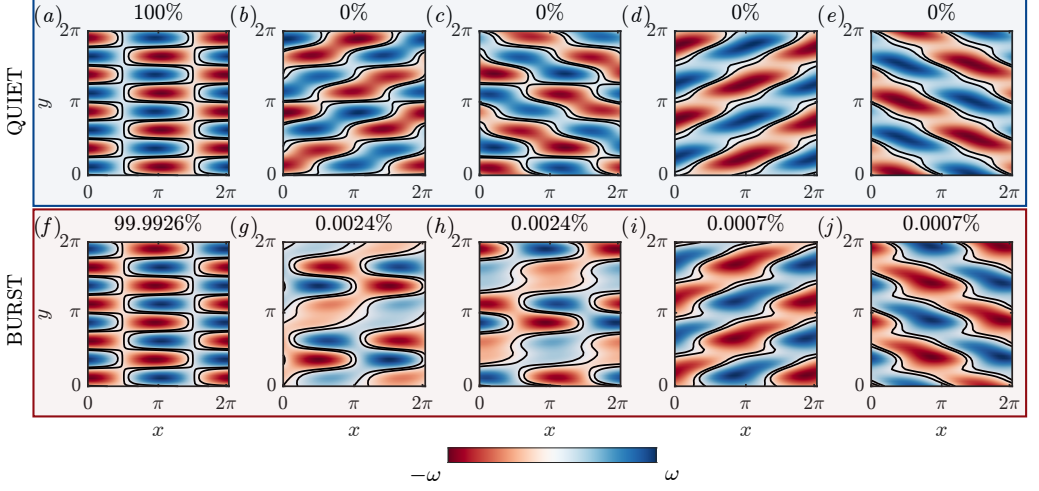 (a) 100% (b) 0% (c) 0% (d) 0% (e) 0%
QUIET
y
2π 2π 2π 2π 2π
π π π π π
0 0 0 0 0
0 π 2π 0 π 2π 0 π 2π 0 π 2π 0 π 2π
(f) 99.9926% (g) 0.0024% (h) 0.0024% (i) 0.0007% (j) 0.0007%
BURST
y
2π 2π 2π 2π 2π
π π π π π
0 0 0 0 0
0 π 2π 0 π 2π 0 π 2π 0 π 2π 0 π 2π
x x x x x
−ω ω